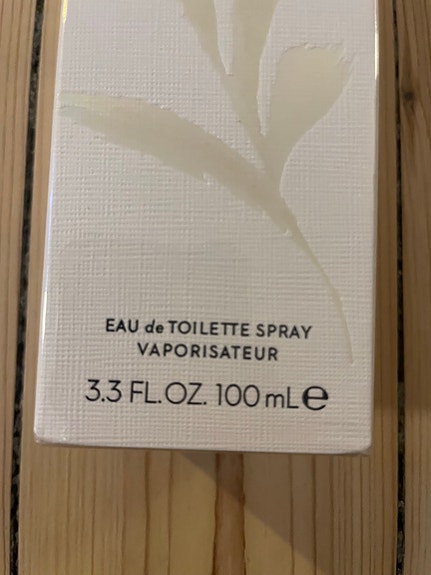 EAU de TOILETTE SPRAY
VAPORISATEUR
3.3 FL.OZ. 100 mL e